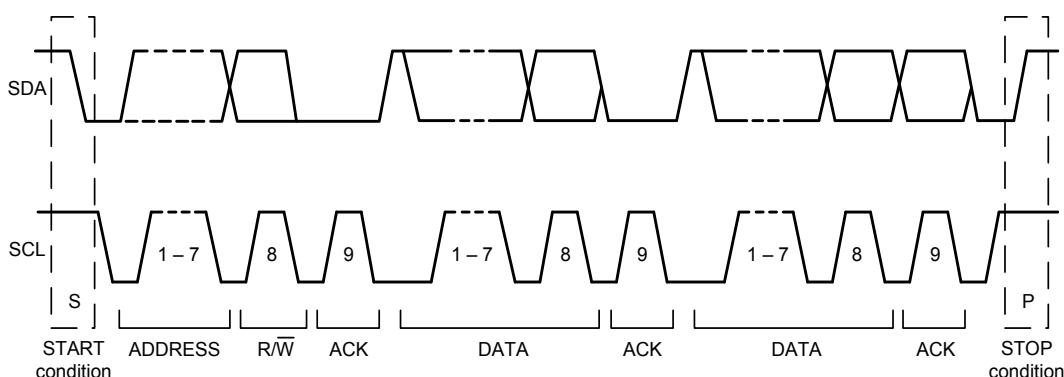 SDA
SCL
1 – 7 8 9 1 – 7 8 9 1 – 7 8 9
S P
START condition ADDRESS R/W̅ ACK DATA ACK DATA ACK STOP condition